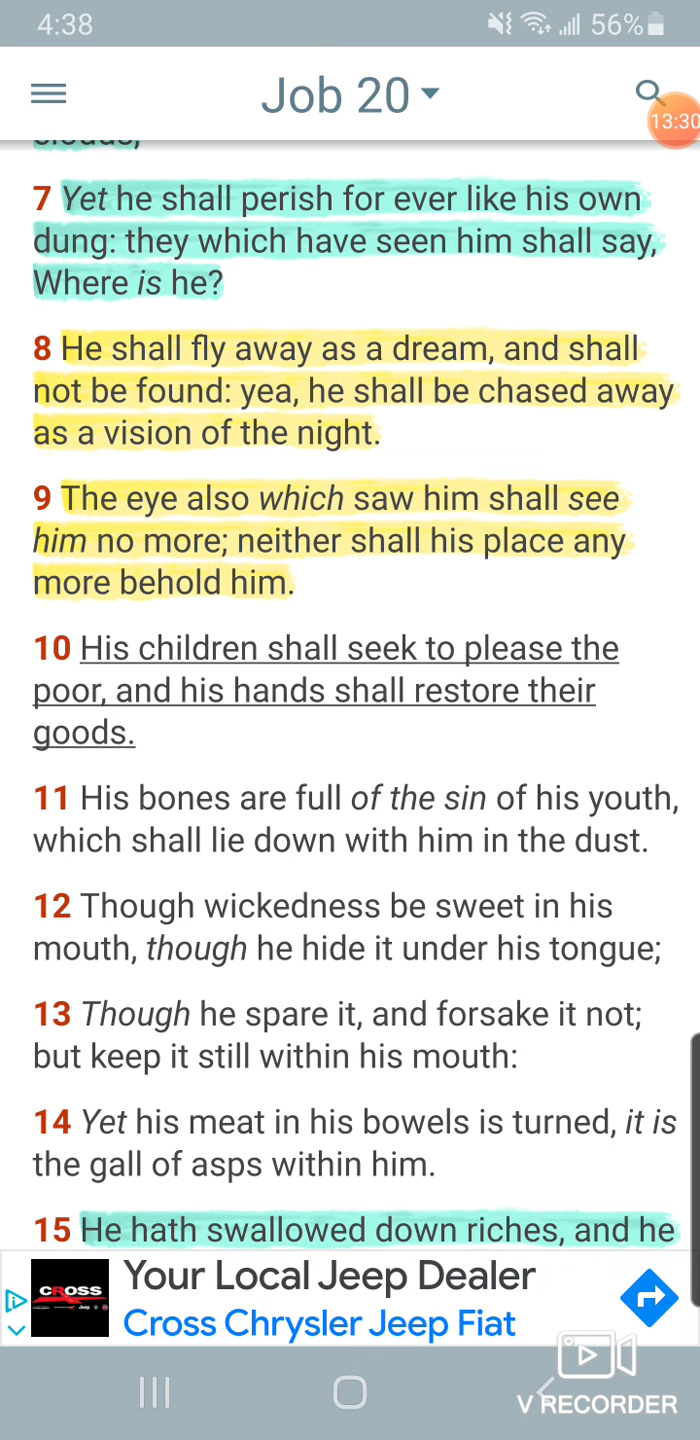 4:38 56%
Job 20
13:30
clouds,
7 Yet he shall perish for ever like his own
dung: they which have seen him shall say,
Where is he?
8 He shall fly away as a dream, and shall
not be found: yea, he shall be chased away
as a vision of the night.
9 The eye also which saw him shall see
him no more; neither shall his place any
more behold him.
10 His children shall seek to please the
poor, and his hands shall restore their
goods.
11 His bones are full of the sin of his youth,
which shall lie down with him in the dust.
12 Though wickedness be sweet in his
mouth, though he hide it under his tongue;
13 Though he spare it, and forsake it not;
but keep it still within his mouth:
14 Yet his meat in his bowels is turned, it is
the gall of asps within him.
15 He hath swallowed down riches, and he
CROSS
Your Local Jeep Dealer
Cross Chrysler Jeep Fiat
V RECORDER